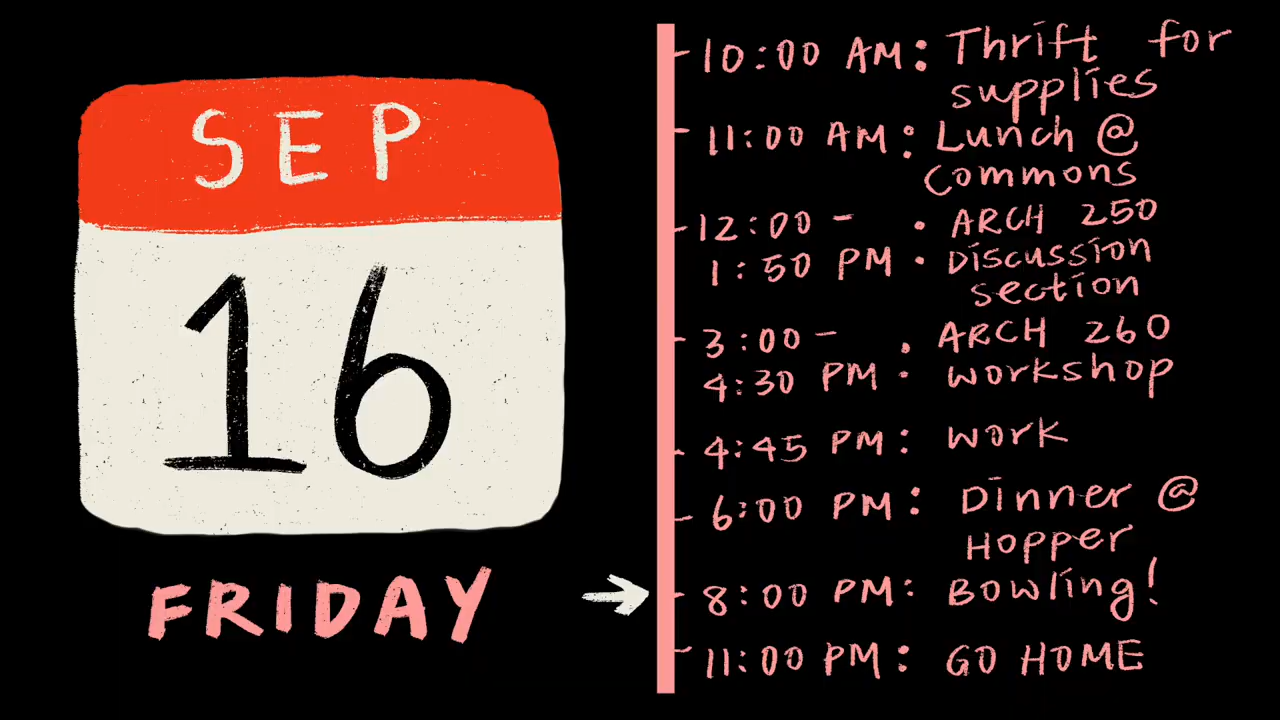 SEP
16
FRIDAY
10:00 AM: Thrift for
supplies
11:00 AM: Lunch @
Commons
12:00 - : ARCH 250
1:50 PM Discussion
section
3:00 - : ARCH 260
4:30 PM workshop
4:45 PM: work
6:00 PM: Dinner @
Hopper
8:00 PM: Bowling!
11:00 PM: GO HOME